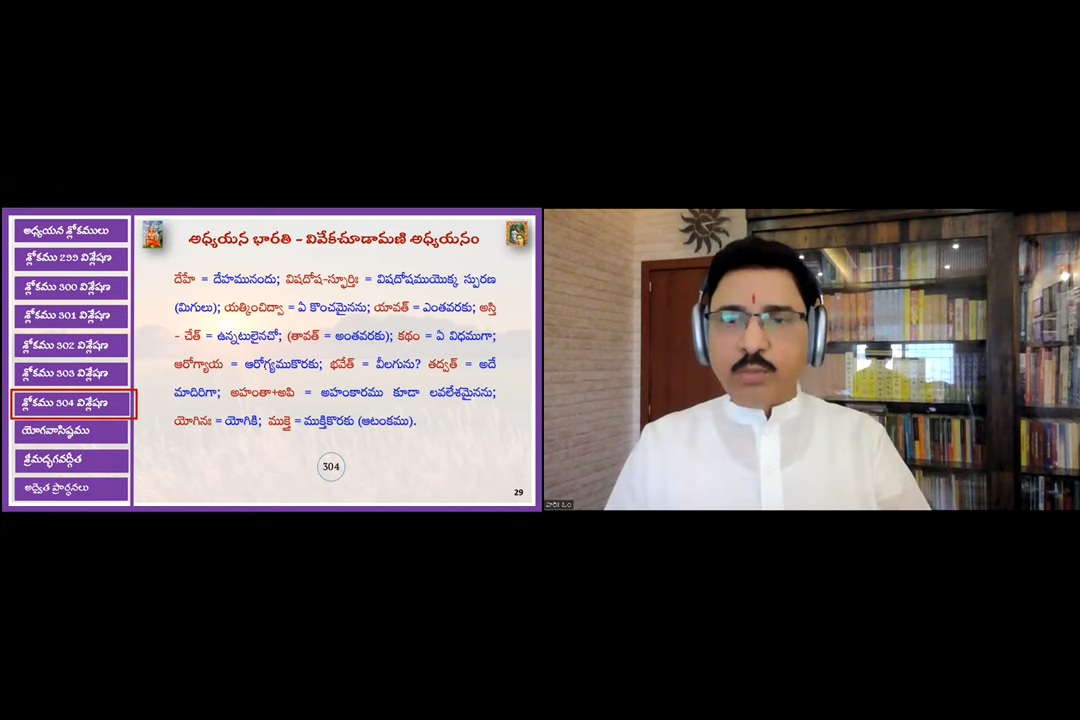 అధ్యయన శ్లోకములు
శ్లోకము 299 విశ్లేషణ
శ్లోకము 300 విశ్లేషణ
శ్లోకము 301 విశ్లేషణ
శ్లోకము 302 విశ్లేషణ
శ్లోకము 303 విశ్లేషణ
శ్లోకము 304 విశ్లేషణ
యోగవాసిష్ఠము
శ్రీమద్భగవద్గీత
అద్వైత ప్రార్థనలు
అధ్యయన భారతి - వివేకచూడామణి అధ్యయనం
దేహే = దేహమునందు; విషదోష-స్ఫూర్తిః = విషదోషముయొక్క స్ఫురణ
(మిగులు); యత్కించిద్వా = ఏ కొంచమైనను; యావత్ = ఎంతవరకు; అస్తి
- చేత్ = ఉన్నటులైనచో; (తావత్ = అంతవరకు); కథం = ఏ విధముగా;
ఆరోగ్యాయ = ఆరోగ్యముకొరకు; భవేత్ = వీలగును? తద్వత్ = అదే
మాదిరిగా; అహంతా+అపి = అహంకారము కూడా లవలేశమైనను;
యోగినః = యోగికి; ముక్త్యై = ముక్తికొరకు (ఆటంకము).
304
29
హరిః ఓం